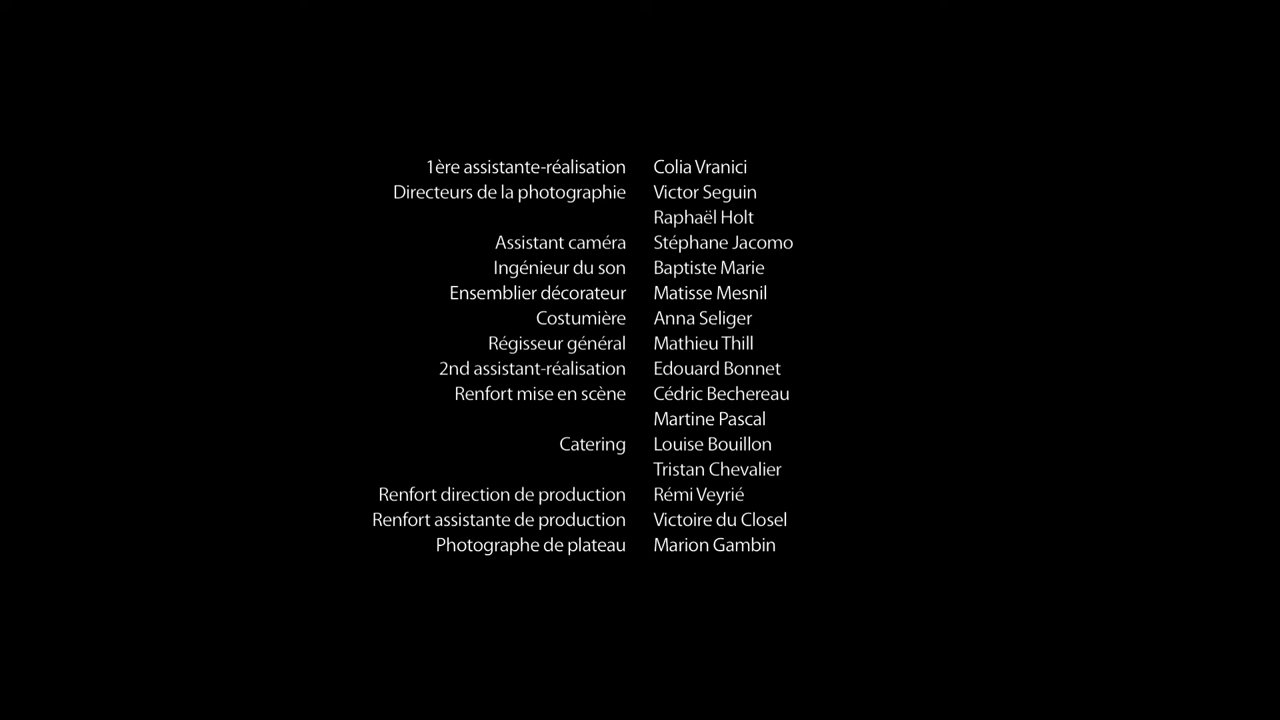 1ère assistante-réalisation Colia Vranici
Directeurs de la photographie Victor Seguin
Raphaël Holt
Assistant caméra Stéphane Jacomo
Ingénieur du son Baptiste Marie
Ensemblier décorateur Matisse Mesnil
Costumière Anna Seliger
Régisseur général Mathieu Thill
2nd assistant-réalisation Edouard Bonnet
Renfort mise en scène Cédric Bechereau
Martine Pascal
Catering Louise Bouillon
Tristan Chevalier
Renfort direction de production Rémi Veyrié
Renfort assistante de production Victoire du Closel
Photographe de plateau Marion Gambin